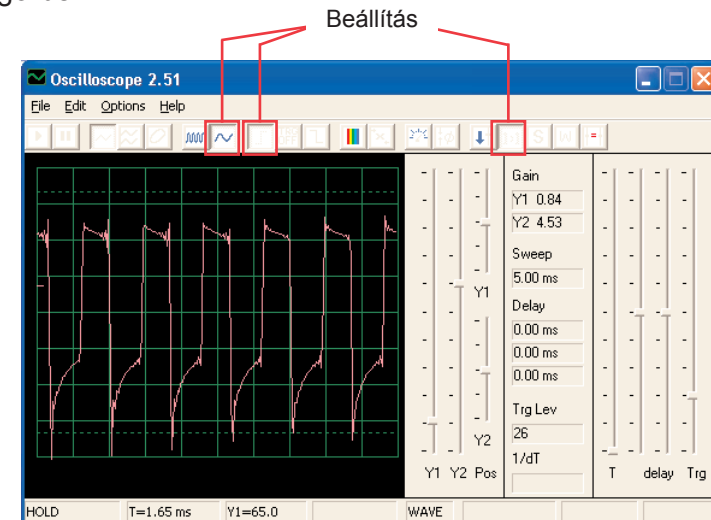 Beállítás
Oscilloscope 2.51
File Edit Options Help
Gain
Y1 0.84
Y2 4.53
Sweep
5.00 ms
Y1
Delay
0.00 ms
0.00 ms
0.00 ms
Trg Lev
26
Y2
1/dT
Y1 Y2 Pos
T delay Trg
HOLD T=1.65 ms Y1=65.0 WAVE